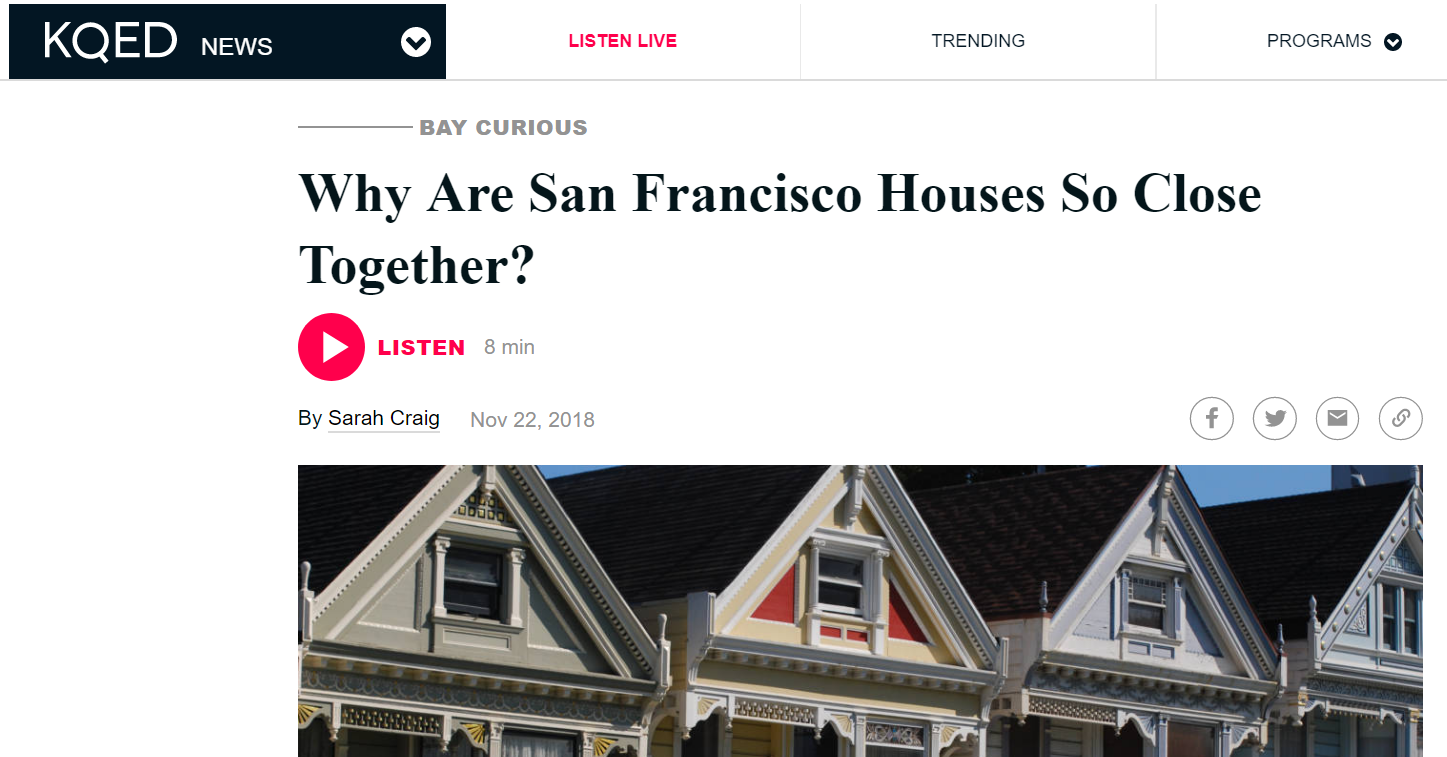 KQED NEWS
LISTEN LIVE
TRENDING
PROGRAMS
BAY CURIOUS
Why Are San Francisco Houses So Close
Together?
LISTEN 8 min
By Sarah Craig Nov 22, 2018